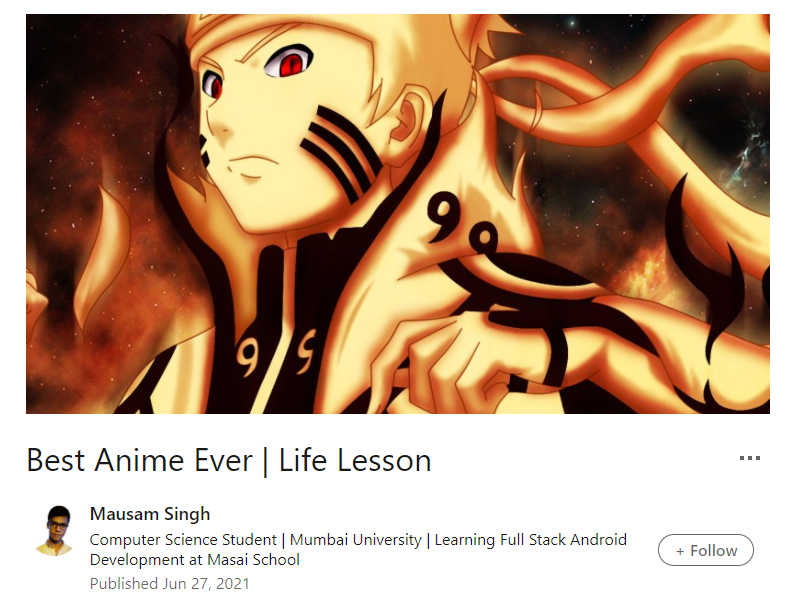 Best Anime Ever | Life Lesson
Mausam Singh
Computer Science Student | Mumbai University | Learning Full Stack Android
Development at Masai School
+ Follow
Published Jun 27, 2021